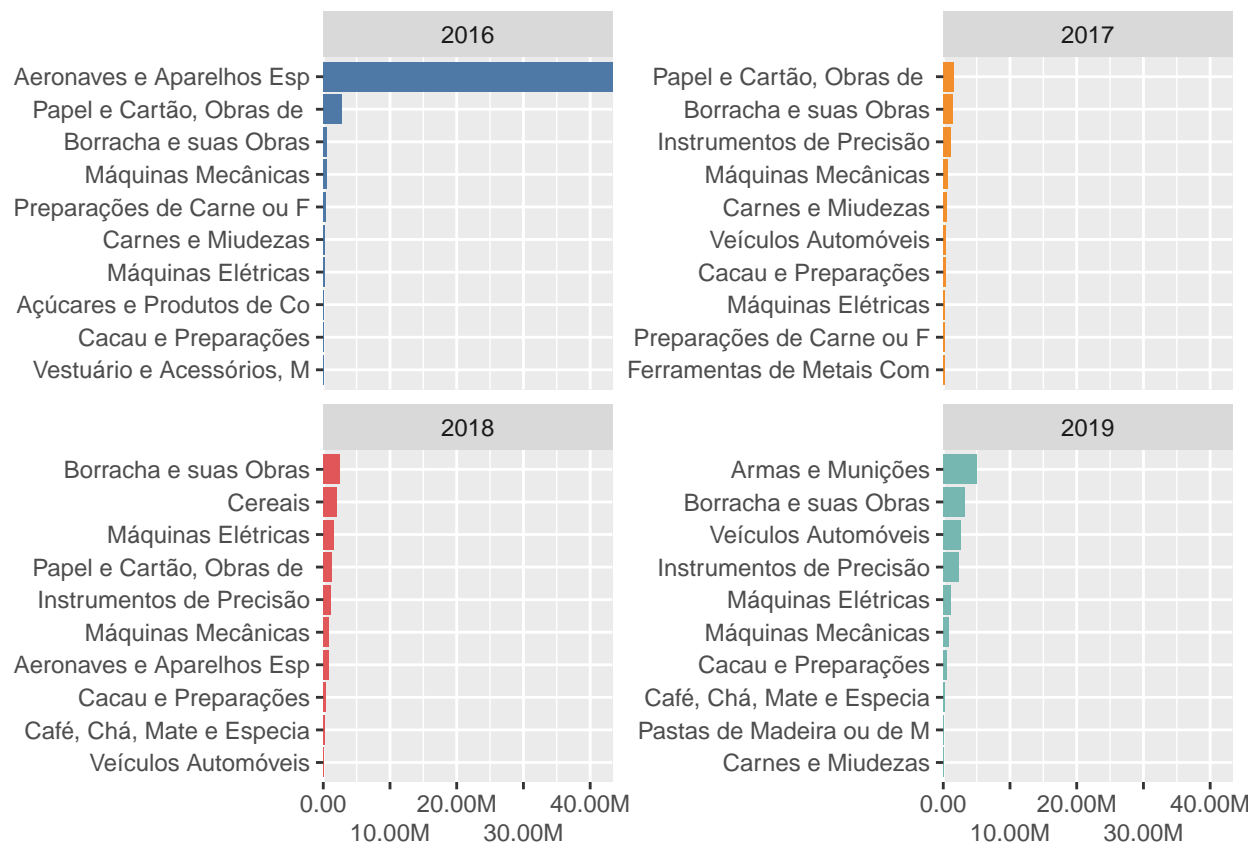 2016
Aeronaves e Aparelhos Esp
Papel e Cartão, Obras de
Borracha e suas Obras
Máquinas Mecânicas
Preparações de Carne ou F
Carnes e Miudezas
Máquinas Elétricas
Açúcares e Produtos de Co
Cacau e Preparações
Vestuário e Acessórios, M
2017
Papel e Cartão, Obras de
Borracha e suas Obras
Instrumentos de Precisão
Máquinas Mecânicas
Carnes e Miudezas
Veículos Automóveis
Cacau e Preparações
Máquinas Elétricas
Preparações de Carne ou F
Ferramentas de Metais Com
2018
Borracha e suas Obras
Cereais
Máquinas Elétricas
Papel e Cartão, Obras de
Instrumentos de Precisão
Máquinas Mecânicas
Aeronaves e Aparelhos Esp
Cacau e Preparações
Café, Chá, Mate e Especia
Veículos Automóveis
0.00 20.00M 40.00M
10.00M 30.00M
2019
Armas e Munições
Borracha e suas Obras
Veículos Automóveis
Instrumentos de Precisão
Máquinas Elétricas
Máquinas Mecânicas
Cacau e Preparações
Café, Chá, Mate e Especia
Pastas de Madeira ou de M
Carnes e Miudezas
0.00 20.00M 40.00M
10.00M 30.00M